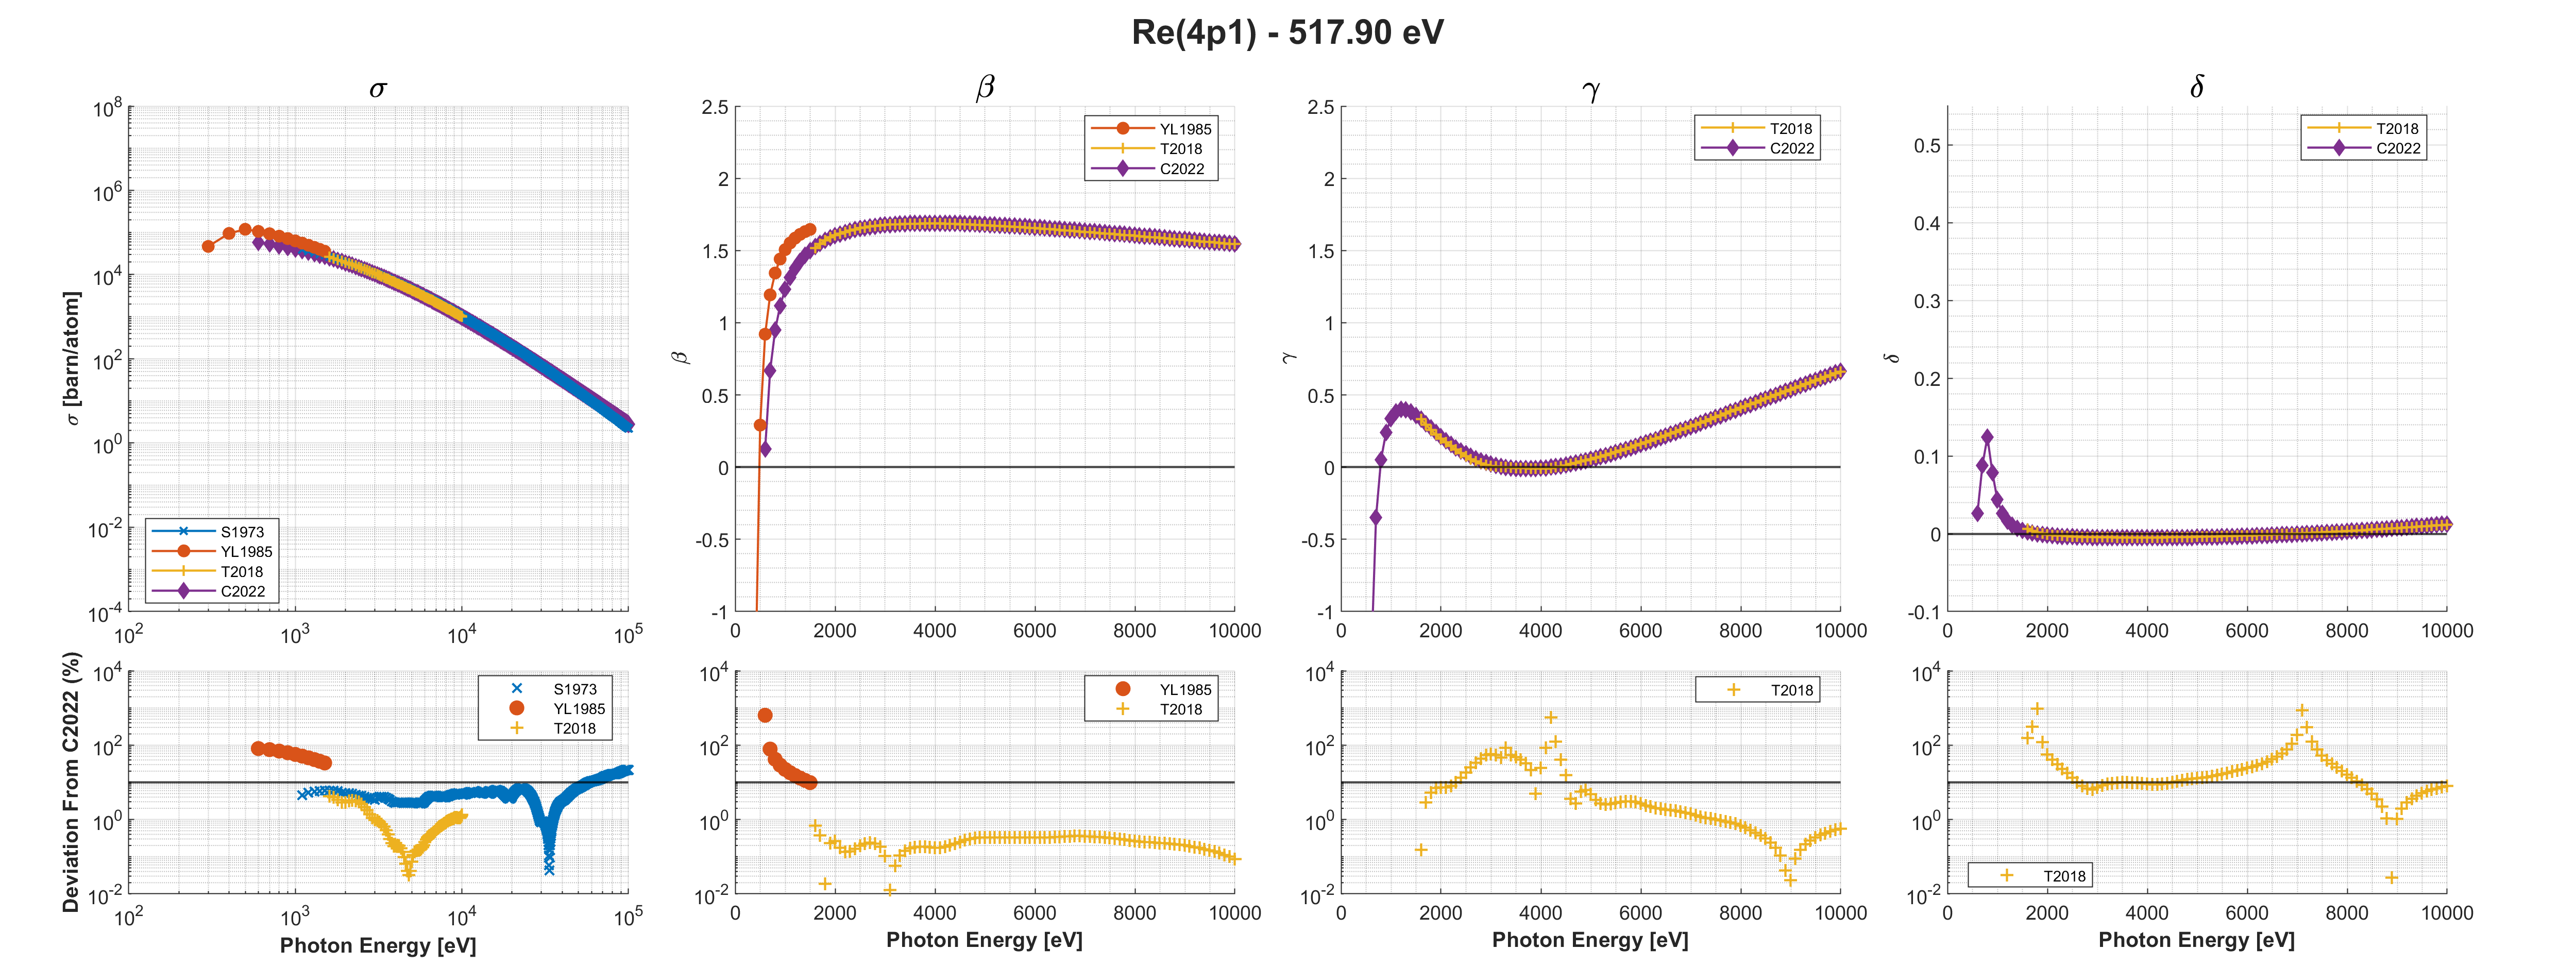 Re(4p1) - 517.90 eV
σ
σ [barn/atom]
10^8
10^6
10^4
10^2
10^0
10^-2
10^-4
10^2
10^3
10^4
10^5
S1973
YL1985
T2018
C2022
β
β
2.5
2
1.5
1
0.5
0
-0.5
-1
0
2000
4000
6000
8000
10000
YL1985
T2018
C2022
γ
γ
2.5
2
1.5
1
0.5
0
-0.5
-1
0
2000
4000
6000
8000
10000
T2018
C2022
δ
δ
0.5
0.4
0.3
0.2
0.1
0
-0.1
0
2000
4000
6000
8000
10000
T2018
C2022
Deviation From C2022 (%)
10^4
10^2
10^0
10^-2
10^2
10^3
10^4
10^5
S1973
YL1985
T2018
Photon Energy [eV]
10^4
10^2
10^0
10^-2
0
2000
4000
6000
8000
10000
YL1985
T2018
Photon Energy [eV]
10^4
10^2
10^0
10^-2
0
2000
4000
6000
8000
10000
T2018
Photon Energy [eV]
10^4
10^2
10^0
10^-2
0
2000
4000
6000
8000
10000
T2018
Photon Energy [eV]